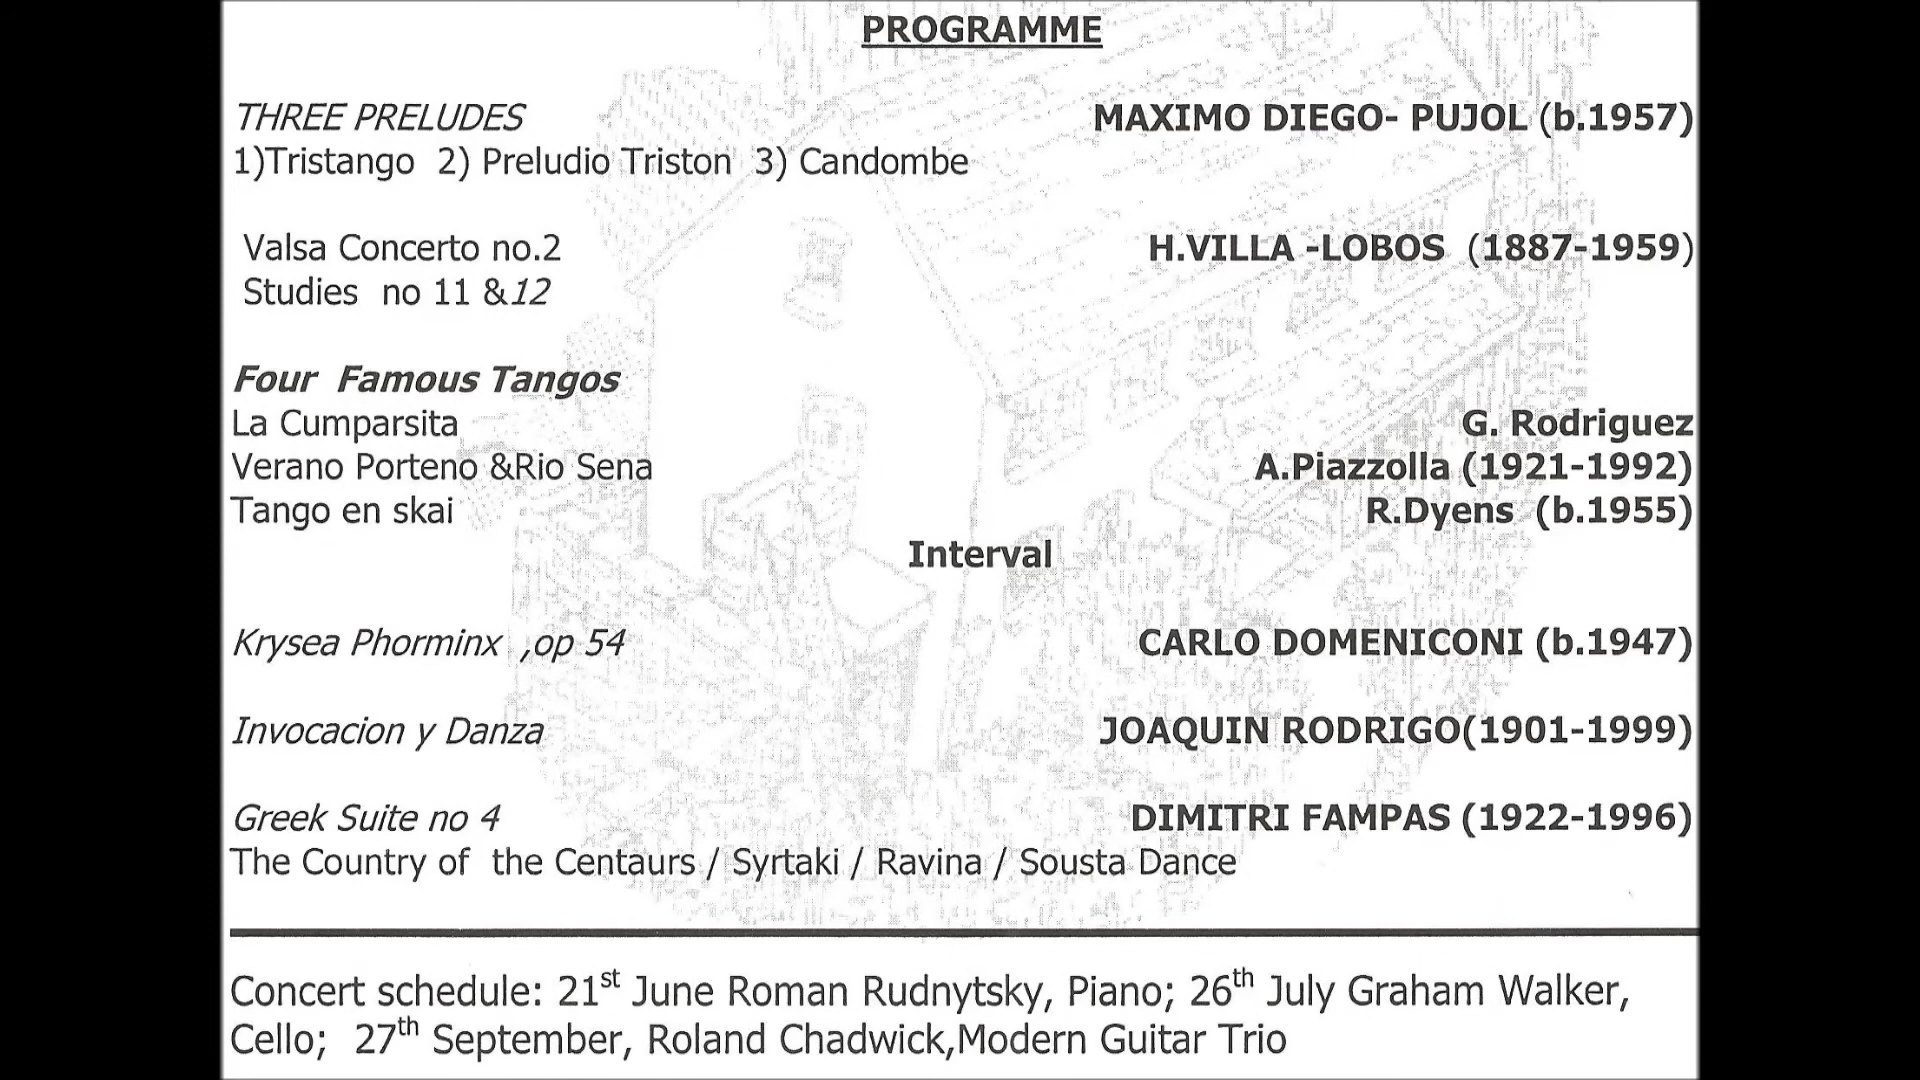 PROGRAMME
THREE PRELUDES MAXIMO DIEGO- PUJOL (b.1957)
1)Tristango 2) Preludio Triston 3) Candombe
Valsa Concerto no.2 H.VILLA -LOBOS (1887-1959)
Studies no 11 &12
Four Famous Tangos
La Cumparsita G. Rodriguez
Verano Porteno &Rio Sena A.Piazzolla (1921-1992)
Tango en skai R.Dyens (b.1955)
Interval
Krysea Phorminx ,op 54 CARLO DOMENICONI (b.1947)
Invocacion y Danza JOAQUIN RODRIGO(1901-1999)
Greek Suite no 4 DIMITRI FAMPAS (1922-1996)
The Country of the Centaurs / Syrtaki / Ravina / Sousta Dance
Concert schedule: 21st June Roman Rudnytsky, Piano; 26th July Graham Walker,
Cello; 27th September, Roland Chadwick,Modern Guitar Trio